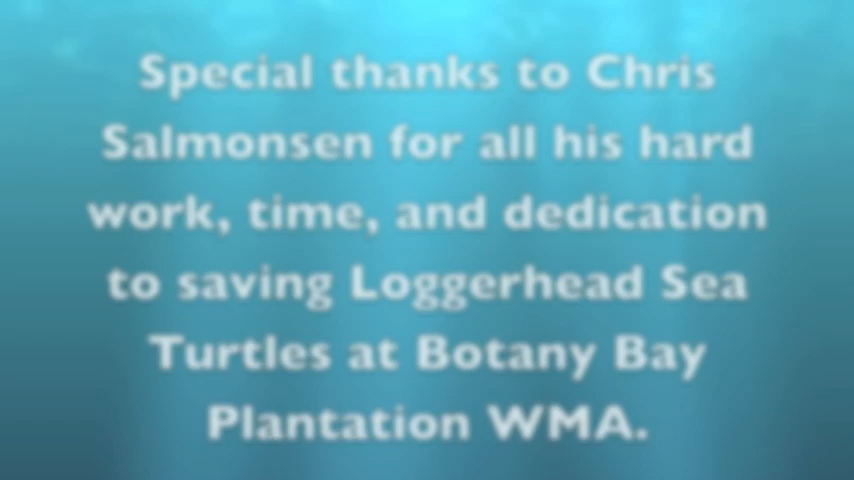 Special thanks to Chris
Salmonsen for all his hard
work, time, and dedication
to saving Loggerhead Sea
Turtles at Botany Bay
Plantation WMA.